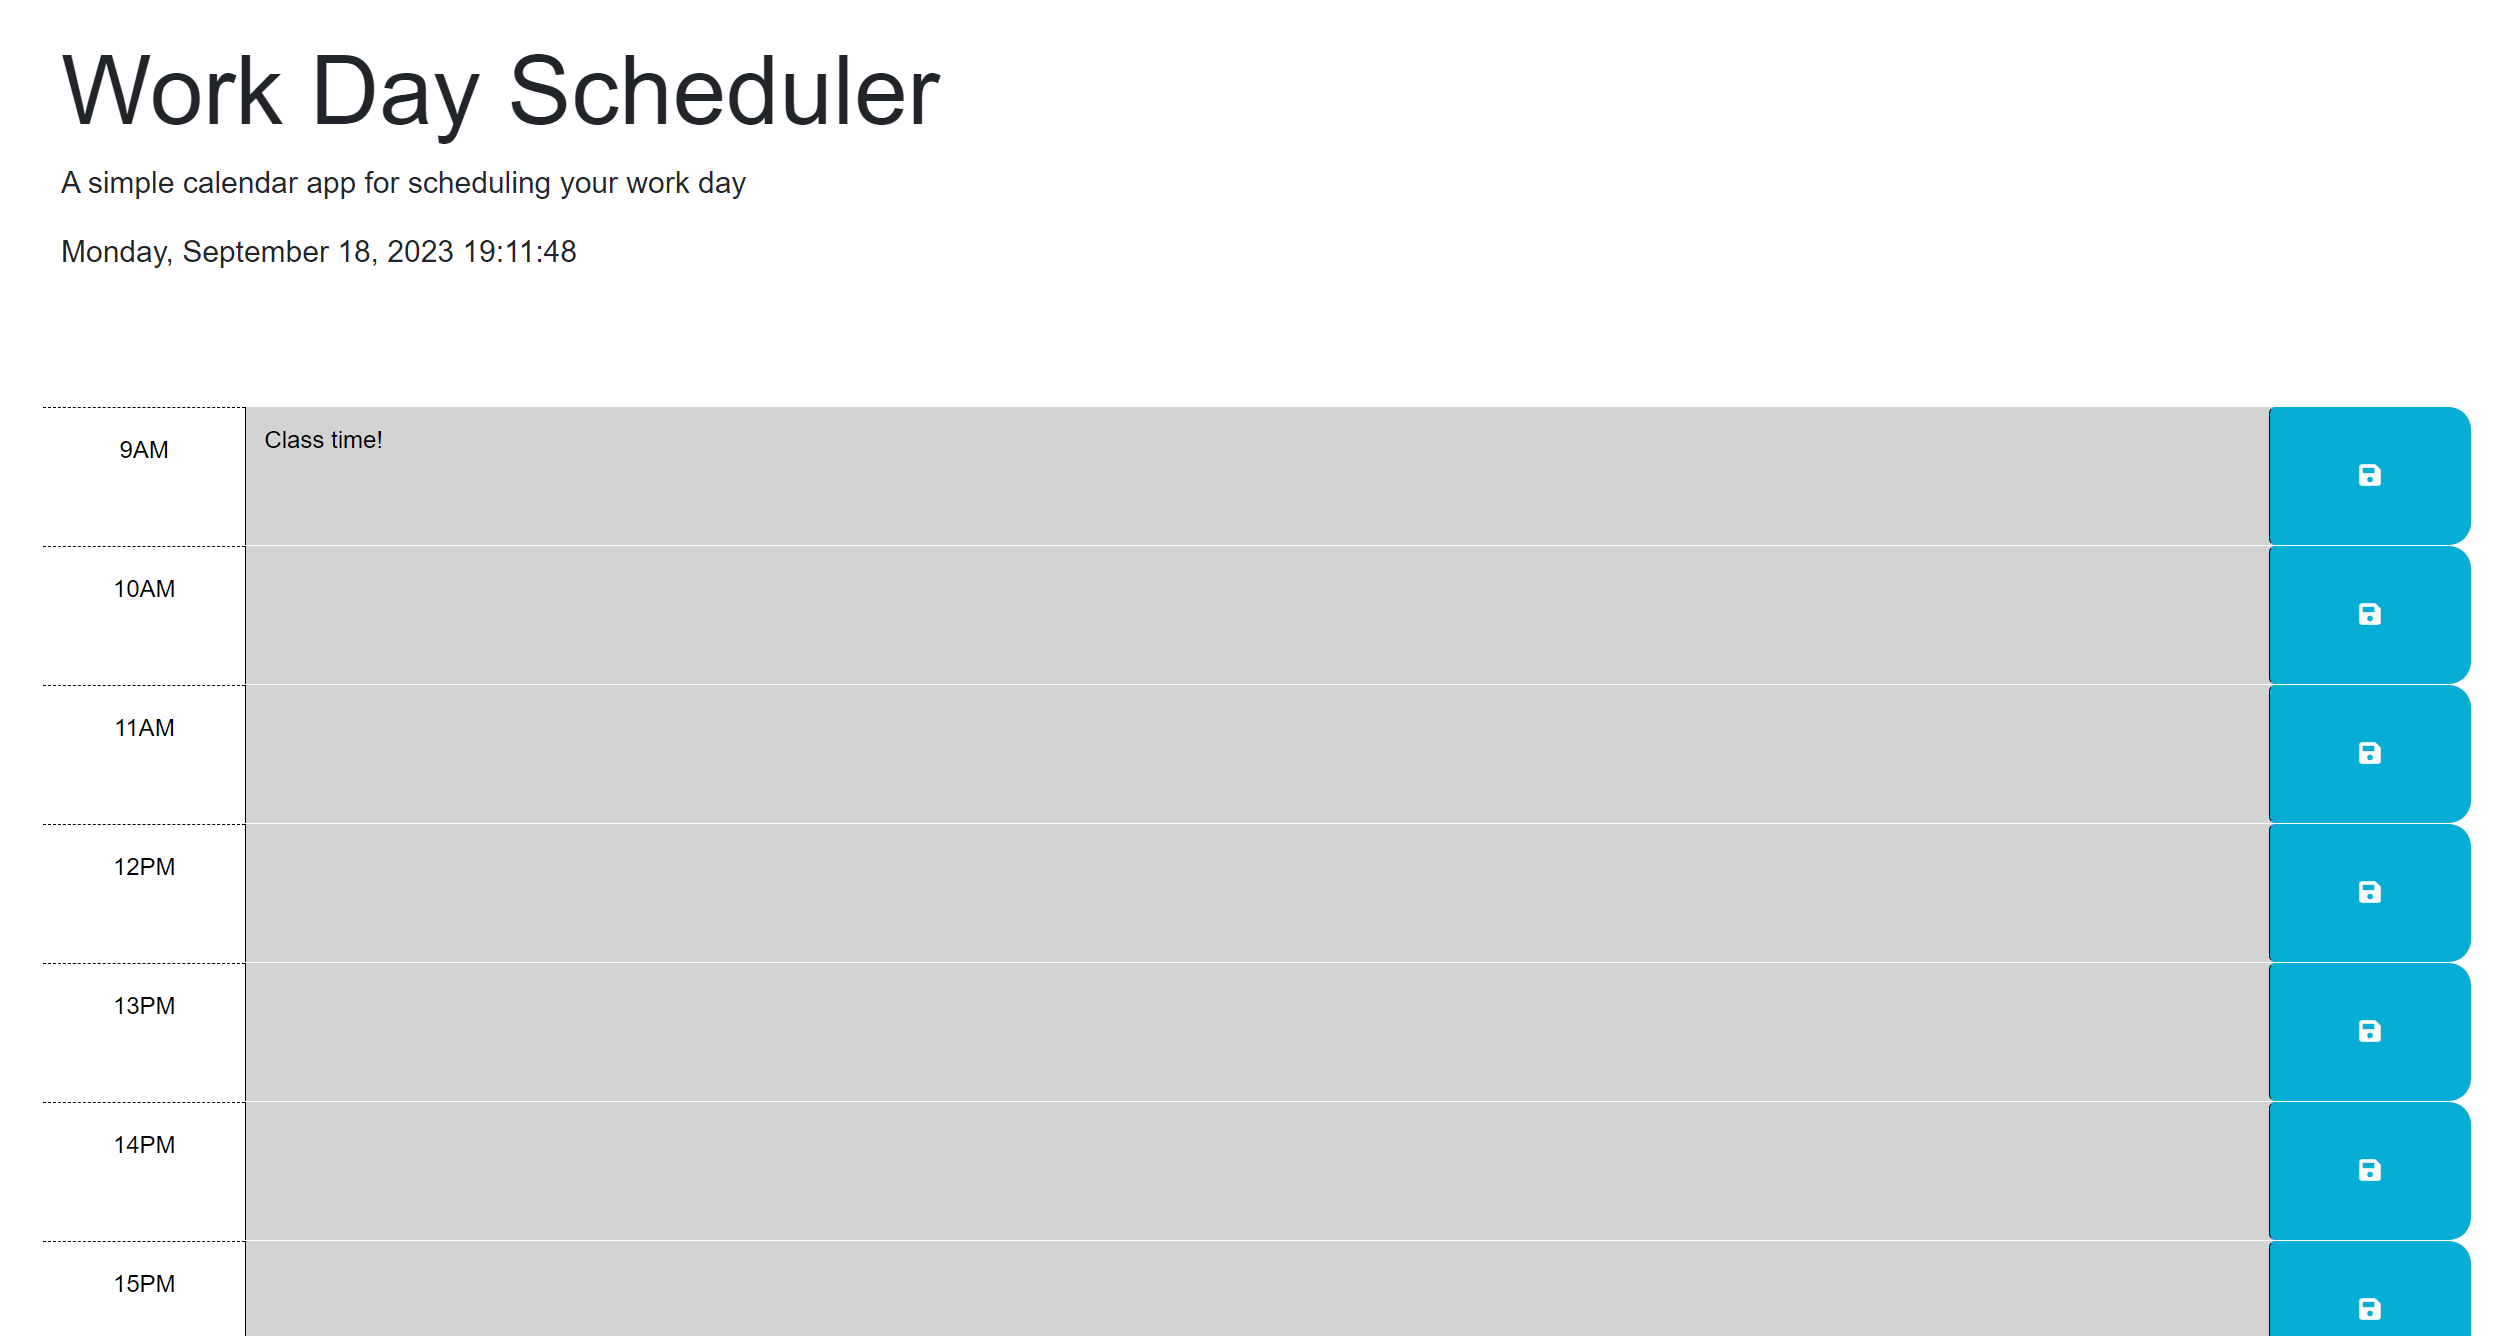 Work Day Scheduler
A simple calendar app for scheduling your work day
Monday, September 18, 2023 19:11:48
9AM
Class time!
10AM
11AM
12PM
13PM
14PM
15PM